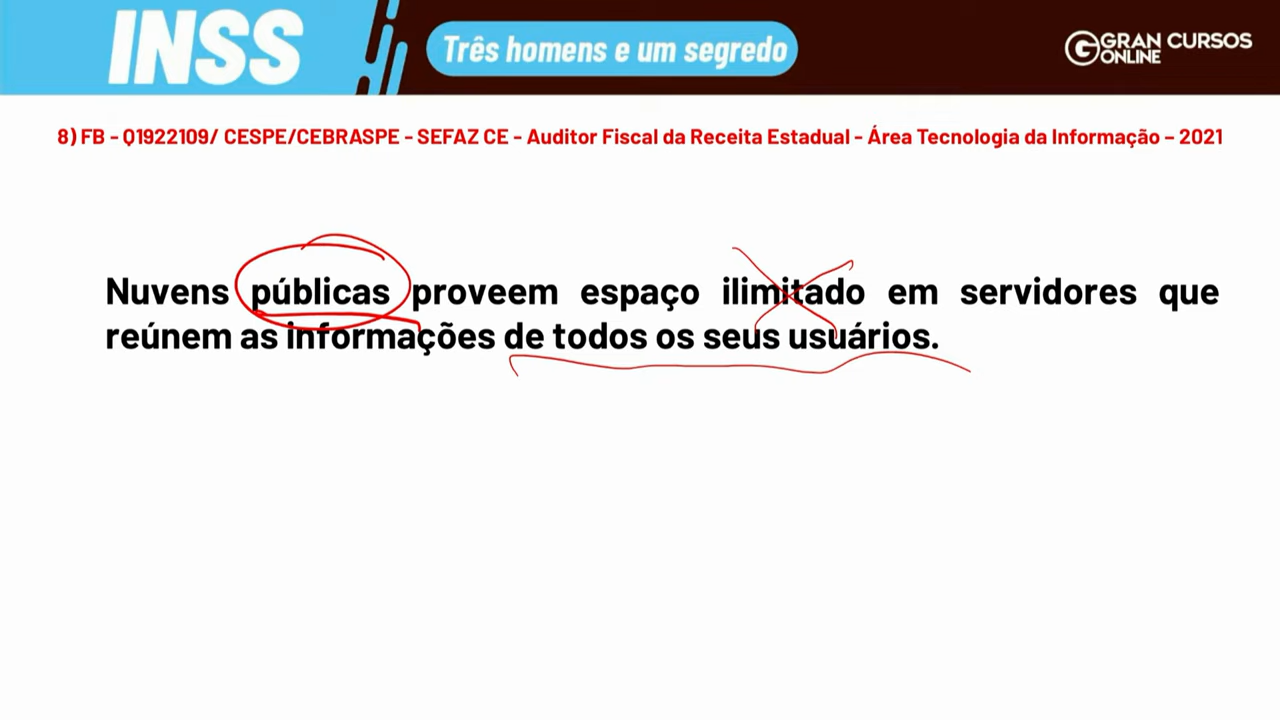 INSS
Três homens e um segredo
GRAN CURSOS
ONLINE
8) FB - Q1922109/ CESPE/CEBRASPE - SEFAZ CE - Auditor Fiscal da Receita Estadual - Área Tecnologia da Informação – 2021
Nuvens públicas proveem espaço ilimitado em servidores que
reúnem as informações de todos os seus usuários.